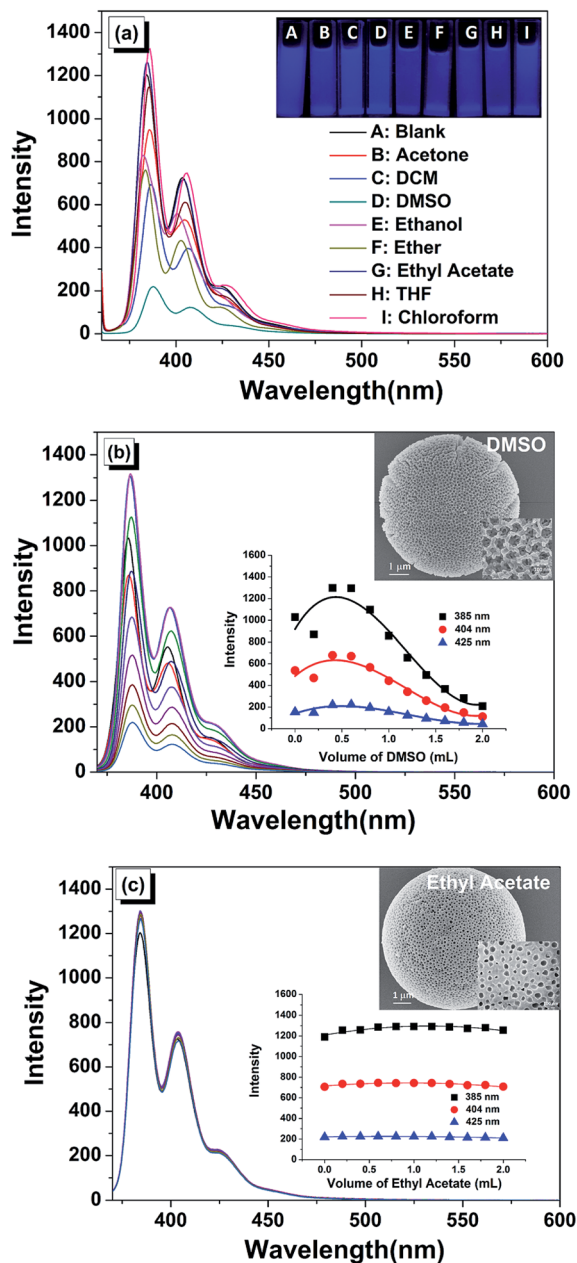 (a)
A B C D E F G H I
A: Blank
B: Acetone
C: DCM
D: DMSO
E: Ethanol
F: Ether
G: Ethyl Acetate
H: THF
I: Chloroform
Intensity
1400
1200
1000
800
600
400
200
0
400 450 500 550 600
Wavelength(nm)
(b)
DMSO
1 μm
Intensity
1400
1200
1000
800
600
400
200
0
400 450 500 550 600
Wavelength(nm)
Intensity
1600
1400
1200
1000
800
600
400
200
0
385 nm
404 nm
425 nm
0.0 0.5 1.0 1.5 2.0
Volume of DMSO (mL)
(c)
Ethyl Acetate
1 μm
Intensity
1400
1200
1000
800
600
400
200
0
400 450 500 550 600
Wavelength(nm)
Intensity
1600
1400
1200
1000
800
600
400
200
0
385 nm
404 nm
425 nm
0.0 0.5 1.0 1.5 2.0
Volume of Ethyl Acetate (mL)